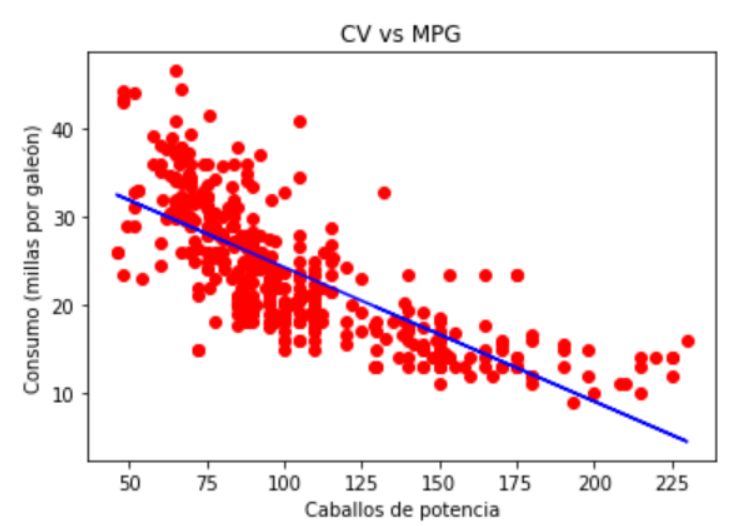 CV vs MPG
Consumo (millas por galeón)
40
30
20
10
50 75 100 125 150 175 200 225
Caballos de potencia